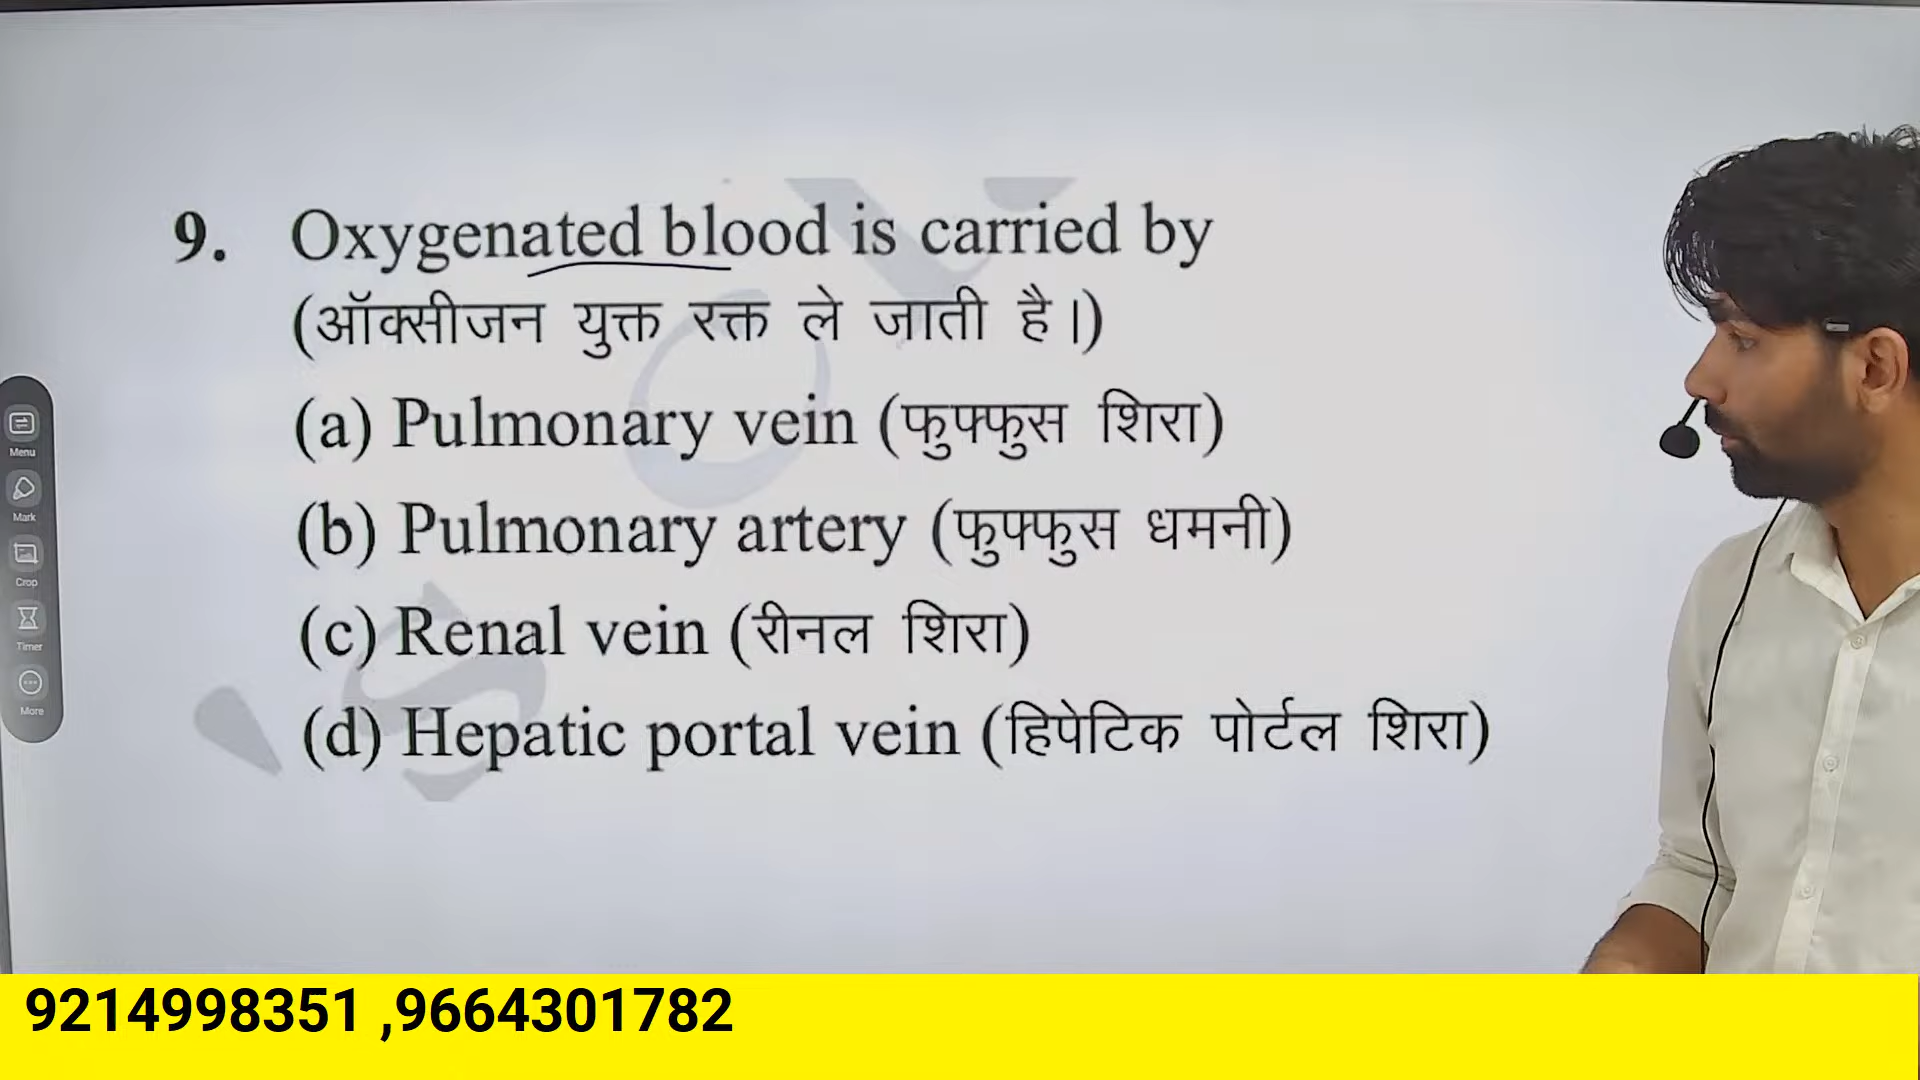 9. Oxygenated blood is carried by
(ऑक्सीजन युक्त रक्त ले जाती है।)
(a) Pulmonary vein (फुफ्फुस शिरा)
(b) Pulmonary artery (फुफ्फुस धमनी)
(c) Renal vein (रीनल शिरा)
(d) Hepatic portal vein (हिपेटिक पोर्टल शिरा)
Menu
Mark
Crop
Timer
More
9214998351 ,9664301782